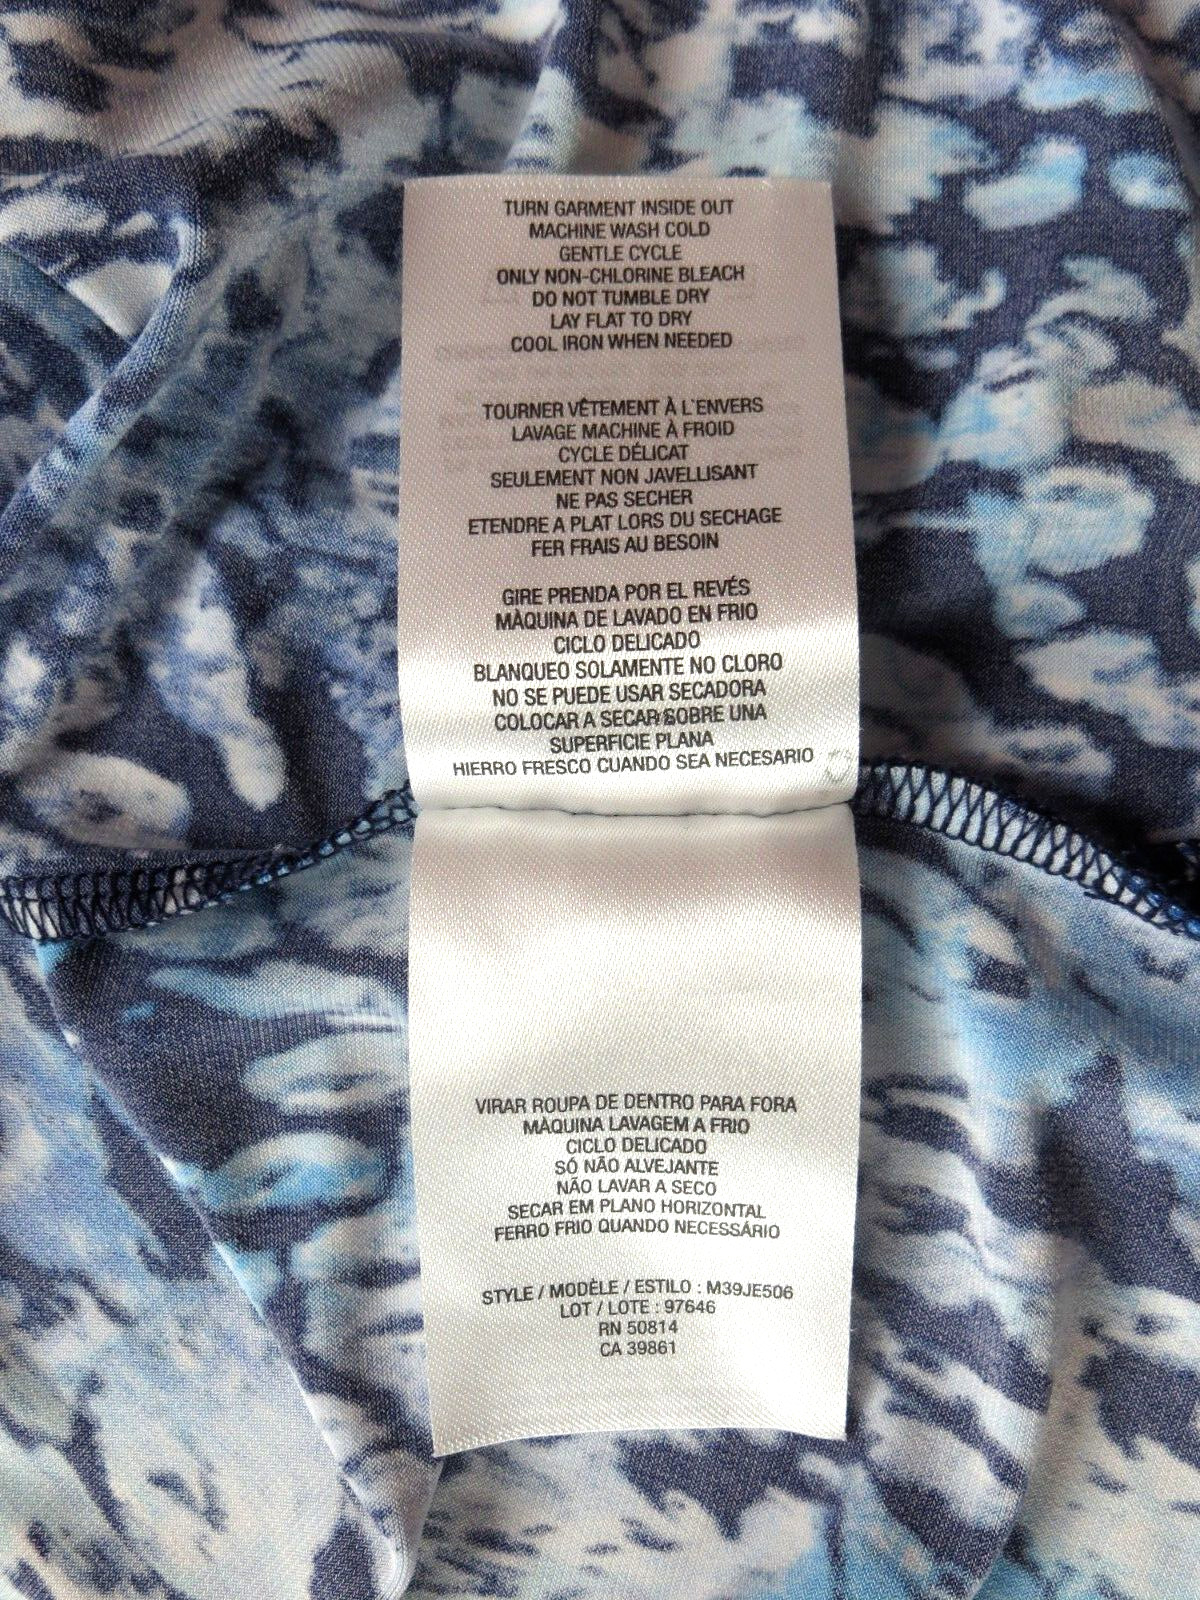 TURN GARMENT INSIDE OUT
MACHINE WASH COLD
GENTLE CYCLE
ONLY NON-CHLORINE BLEACH
DO NOT TUMBLE DRY
LAY FLAT TO DRY
COOL IRON WHEN NEEDED
TOURNER VÊTEMENT À L`ENVERS
LAVAGE MACHINE À FROID
CYCLE DÉLICAT
SEULEMENT NON JAVELLISANT
NE PAS SECHER
ETENDRE A PLAT LORS DU SECHAGE
FER FRAIS AU BESOIN
GIRE PRENDA POR EL REVÉS
MÀQUINA DE LAVADO EN FRIO
CICLO DELICADO
BLANQUEO SOLAMENTE NO CLORO
NO SE PUEDE USAR SECADORA
COLOCAR A SECAR SOBRE UNA
SUPERFICIE PLANA
HIERRO FRESCO CUANDO SEA NECESARIO
VIRAR ROUPA DE DENTRO PARA FORA
MÀQUINA LAVAGEM A FRIO
CICLO DELICADO
SÓ NÃO ALVEJANTE
NÃO LAVAR A SECO
SECAR EM PLANO HORIZONTAL
FERRO FRIO QUANDO NECESSÁRIO
STYLE / MODÈLE / ESTILO : M39JE506
LOT / LOTE : 97646
RN 50814
CA 39861